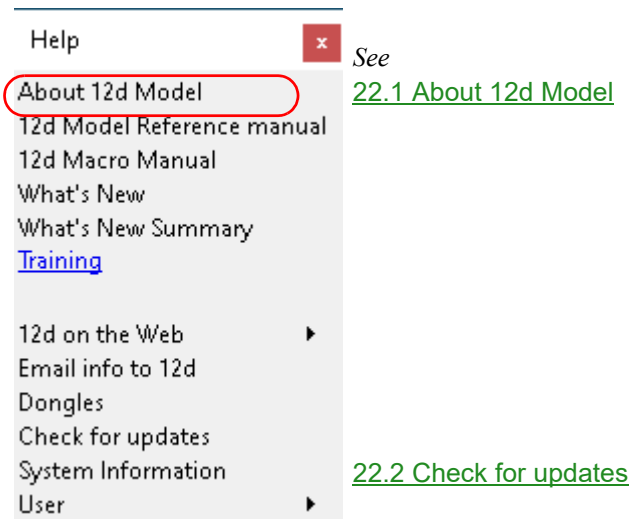 Help x
See
About 12d Model 22.1 About 12d Model
12d Model Reference manual
12d Macro Manual
What's New
What's New Summary
Training
12d on the Web
Email info to 12d
Dongles
Check for updates
System Information 22.2 Check for updates
User